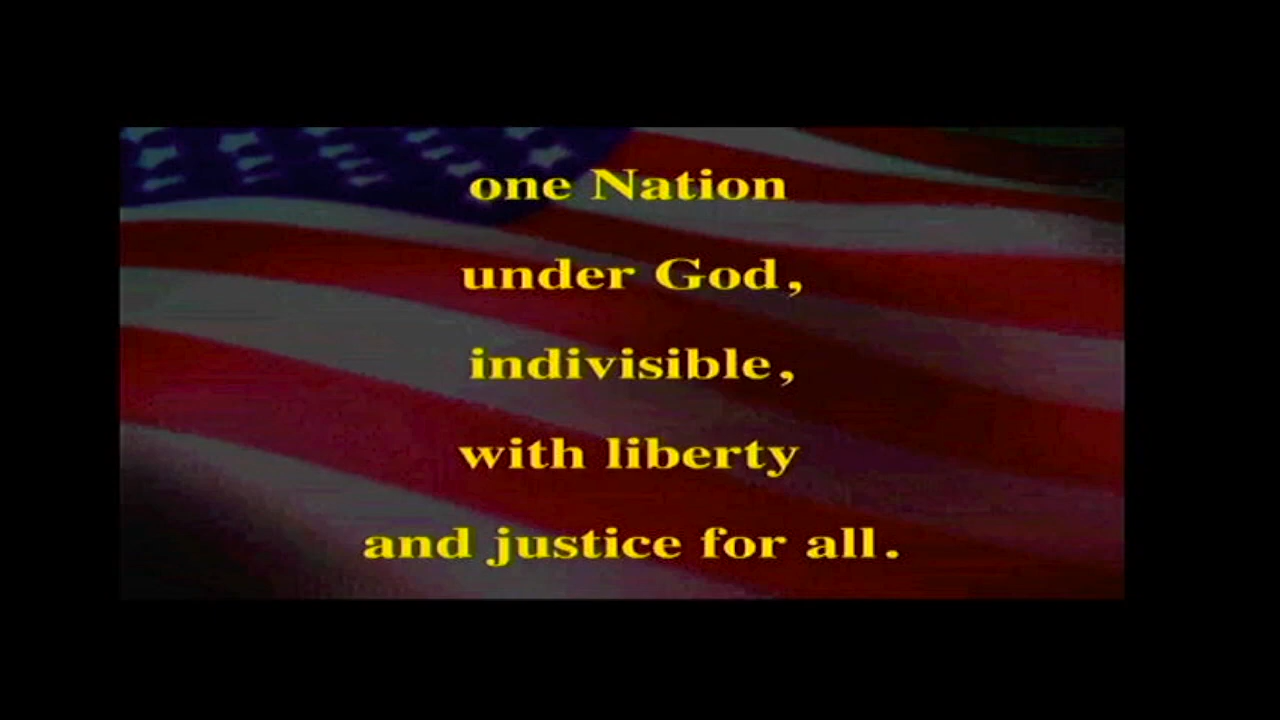 one Nation
under God,
indivisible,
with liberty
and justice for all.